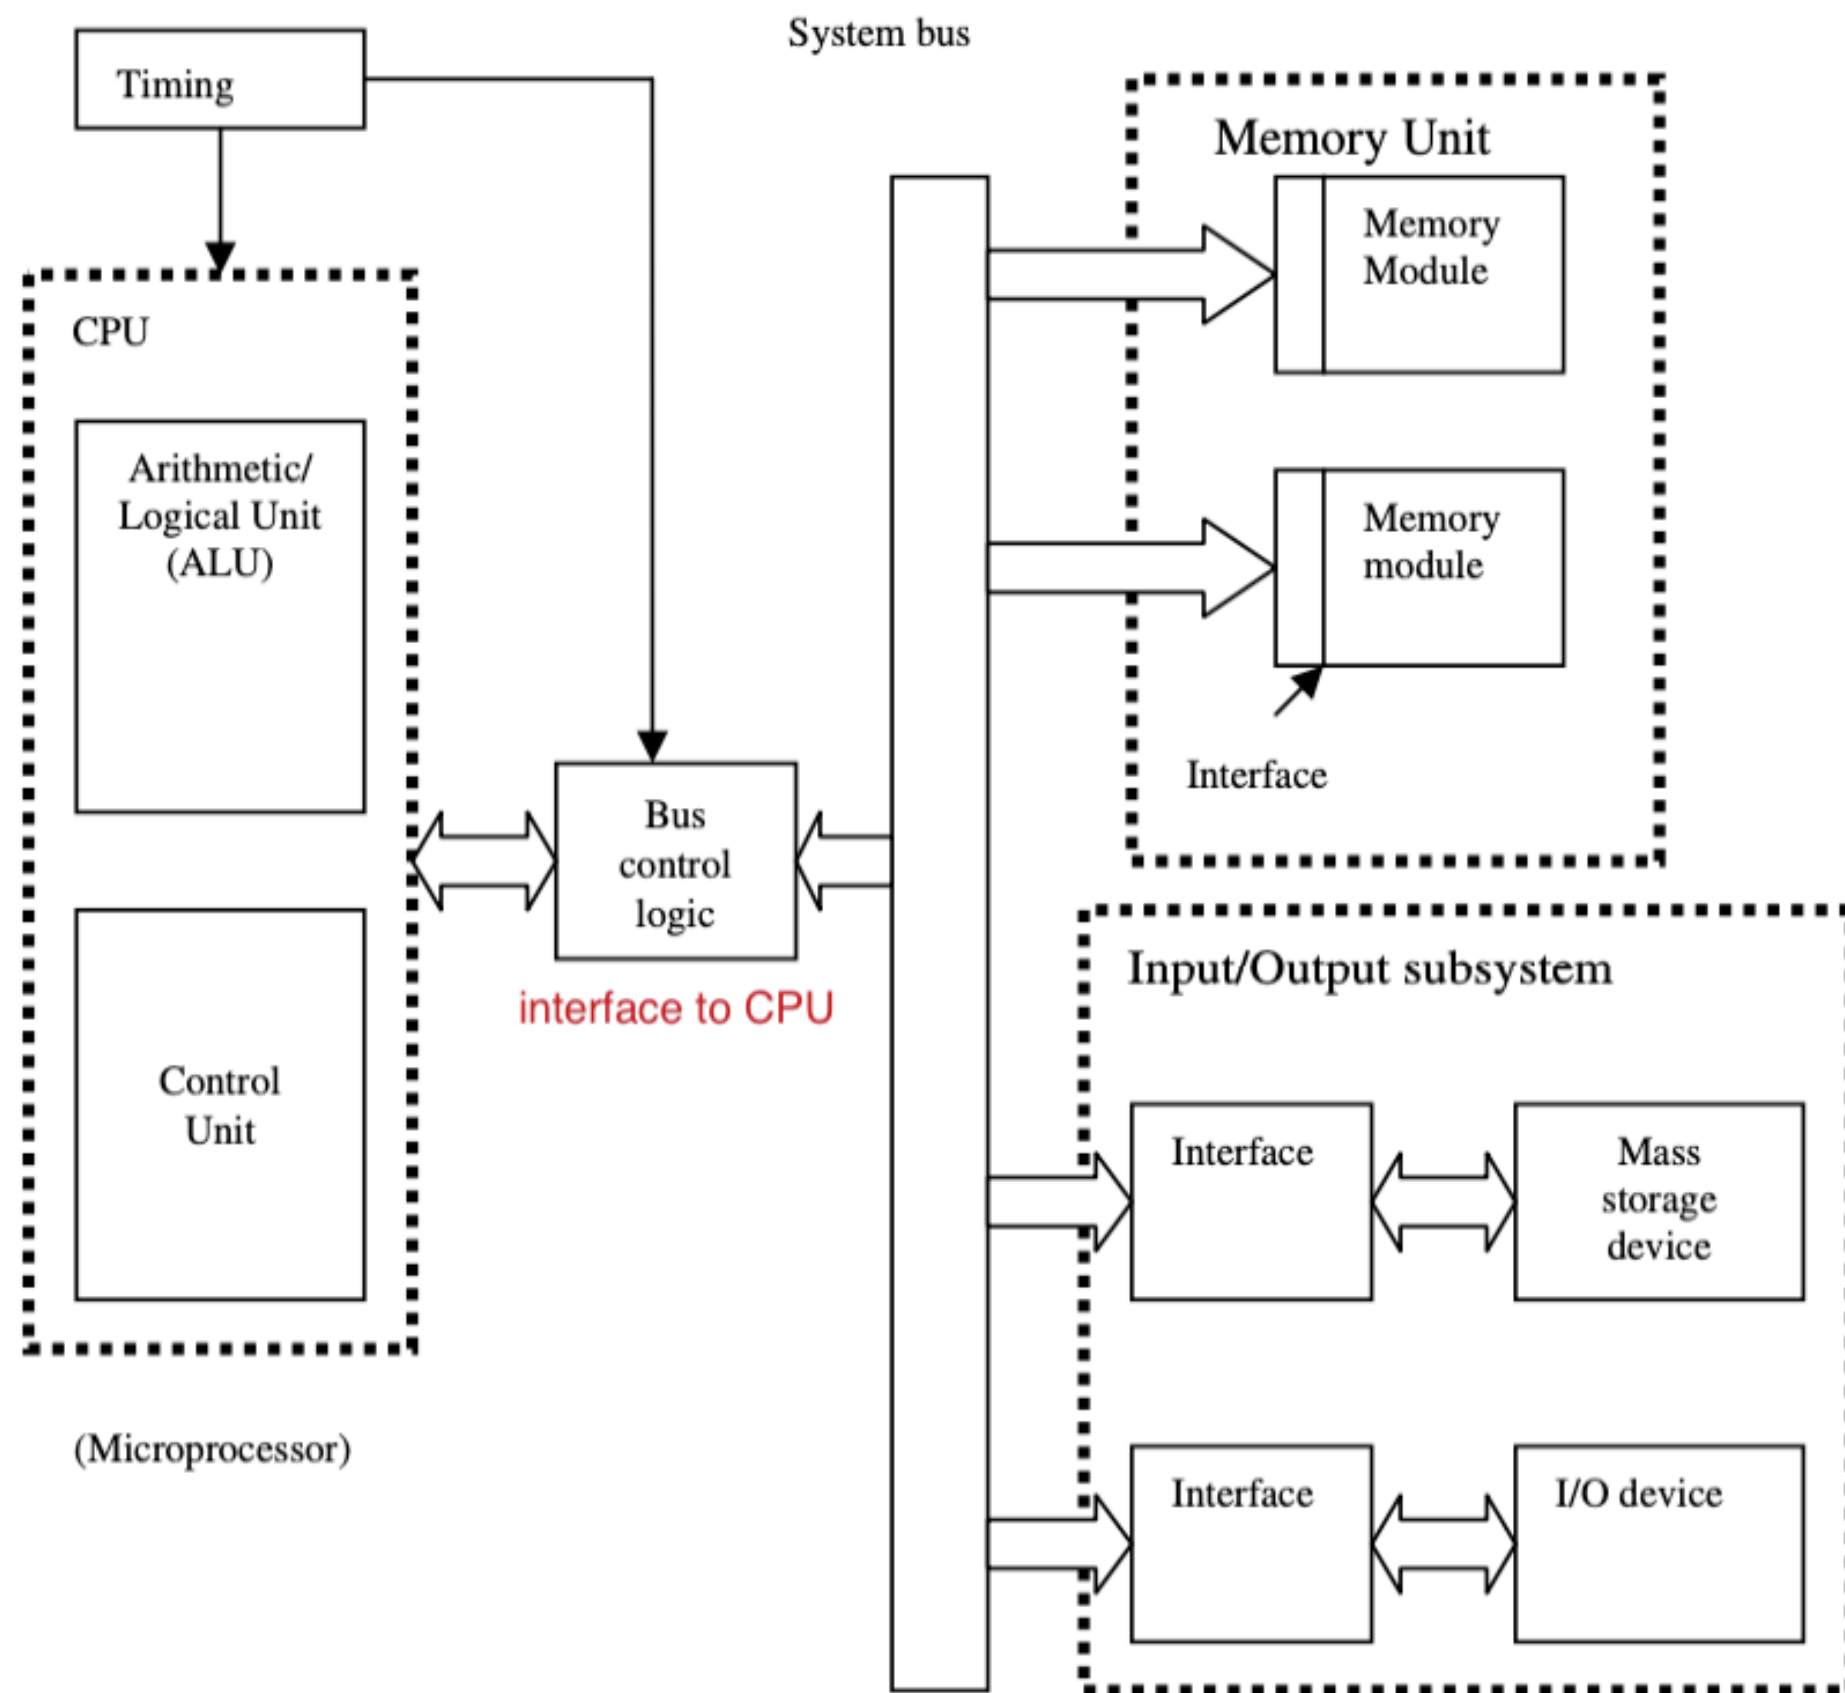 System bus
Timing
Memory Unit
Memory
Module
CPU
Arithmetic/
Logical Unit
(ALU)
Memory
module
Interface
Bus
control
logic
interface to CPU
Input/Output subsystem
Control
Unit
Interface
Mass
storage
device
(Microprocessor)
Interface
I/O device